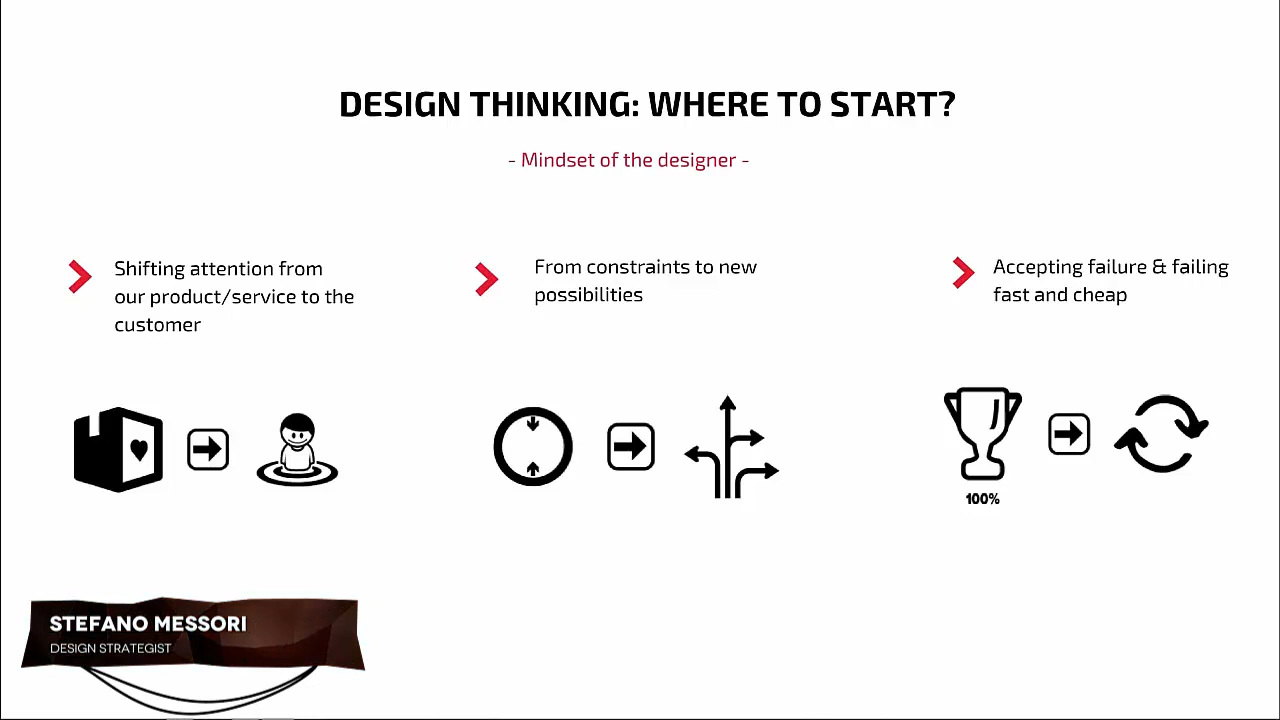 DESIGN THINKING: WHERE TO START?
- Mindset of the designer -
Shifting attention from
our product/service to the
customer
From constraints to new
possibilities
Accepting failure & failing
fast and cheap
100%
STEFANO MESSORI
DESIGN STRATEGIST